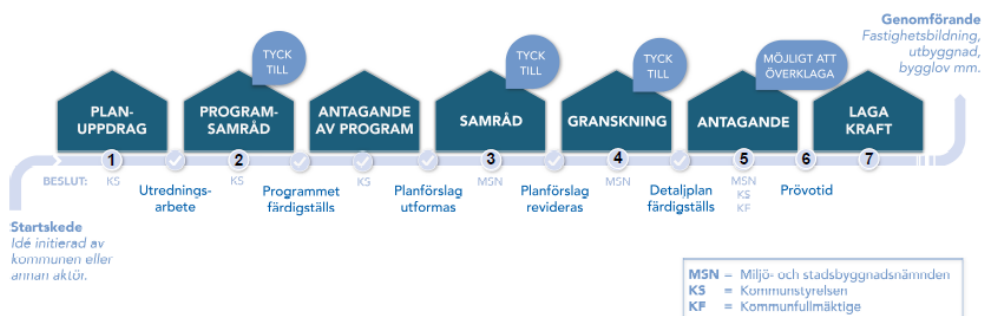 Genomförande
Fastighetsbildning,
utbyggnad,
bygglov mm.
TYCK
TILL
TYCK
TILL
TYCK
TILL
MÖJLIGT ATT
ÖVERKLAGA
PLAN-
UPPDRAG
PROGRAM-
SAMRÅD
ANTAGANDE
AV PROGRAM
SAMRÅD
GRANSKNING
ANTAGANDE
LAGA
KRAFT
1
2
3
4
5
6
7
BESLUT:
KS
KS
KS
MSN
MSN
MSN
KS
KF
Utrednings-
arbete
Programmet
färdigställs
Planförslag
utformas
Planförslag
revideras
Detaljplan
färdigställs
Prövotid
Startskede
Idé initierad av
kommunen eller
annan aktör.
MSN = Miljö- och stadsbyggnadsnämnden
KS = Kommunstyrelsen
KF = Kommunfullmäktige